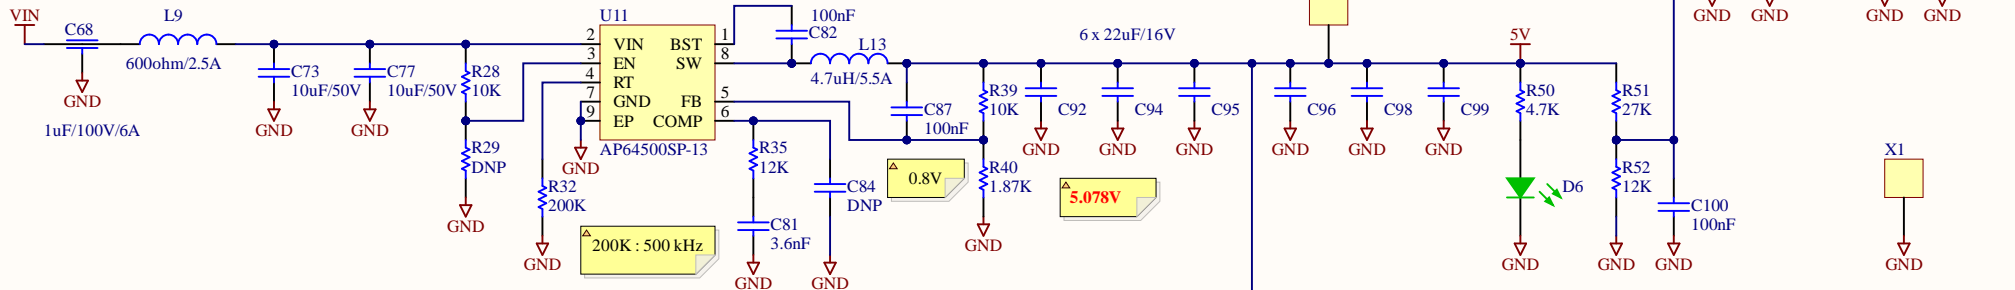 VIN
C68
GND
1uF/100V/6A
L9
600ohm/2.5A
C73
10uF/50V
GND
C77
10uF/50V
GND
R28
10K
R29
DNP
GND
R32
200K
GND
U11
2 VIN BST 1
3 EN SW 8
4 RT
7 GND FB 5
9 EP COMP 6
AP64500SP-13
GND
200K : 500 kHz
100nF
C82
L13
4.7uH/5.5A
R35
12K
C81
3.6nF
GND
C84
DNP
GND
C87
100nF
0.8V
R39
10K
R40
1.87K
GND
5.078V
6 x 22uF/16V
C92
GND
C94
GND
C95
GND
C96
GND
C98
GND
C99
GND
5V
R50
4.7K
D6
GND
R51
27K
R52
12K
GND
C100
100nF
GND
GND
GND
GND
GND
X1
GND